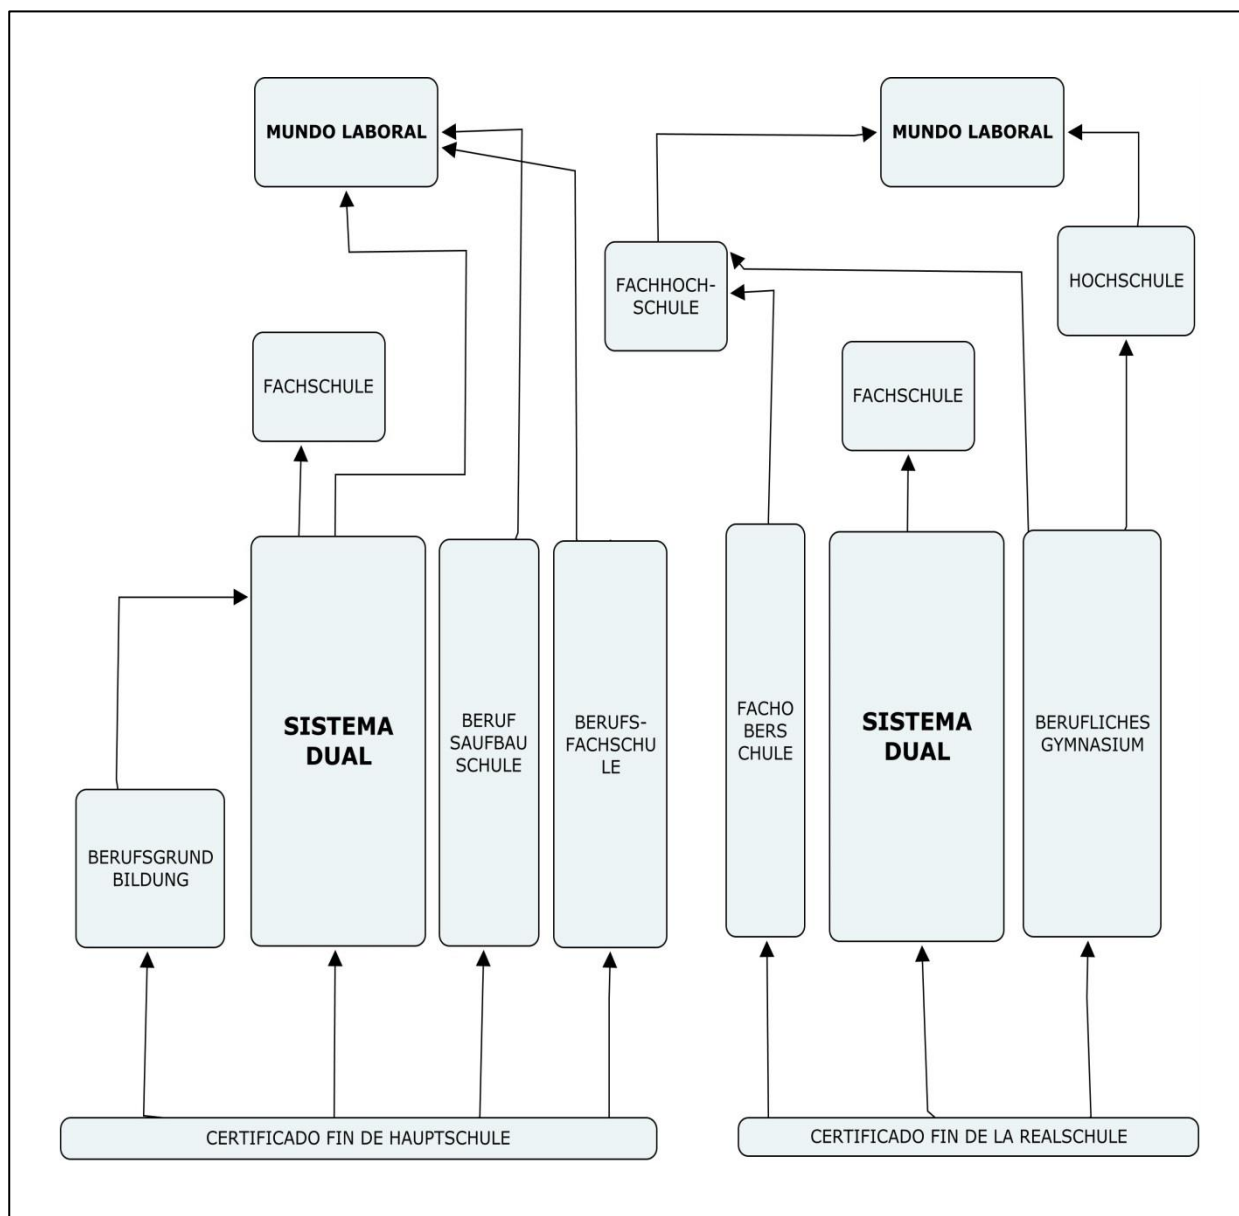 MUNDO LABORAL
MUNDO LABORAL
FACHHOCH-
SCHULE
HOCHSCHULE
FACHSCHULE
FACHSCHULE
SISTEMA
DUAL
BERUF
SAUFBAU
SCHULE
BERUFS-
FACHSCHU
LE
FACHO
BERS
CHULE
SISTEMA
DUAL
BERUFLICHES
GYMNASIUM
BERUFSGRUND
BILDUNG
CERTIFICADO FIN DE HAUPTSCHULE
CERTIFICADO FIN DE LA REALSCHULE